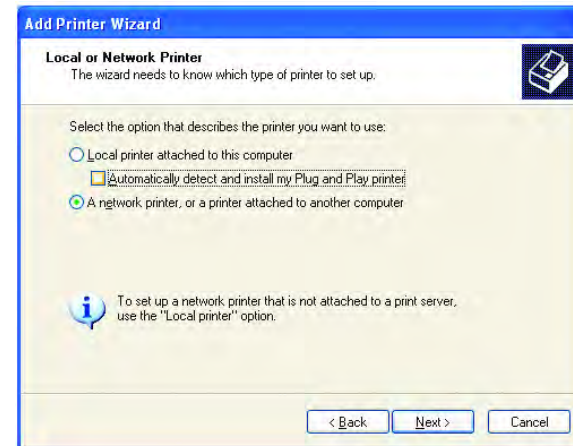 Add Printer Wizard
Local or Network Printer
The wizard needs to know which type of printer to set up.
Select the option that describes the printer you want to use:
Local printer attached to this computer
Automatically detect and install my Plug and Play printer
A network printer, or a printer attached to another computer
To set up a network printer that is not attached to a print server,
use the "Local printer" option.
< Back Next > Cancel